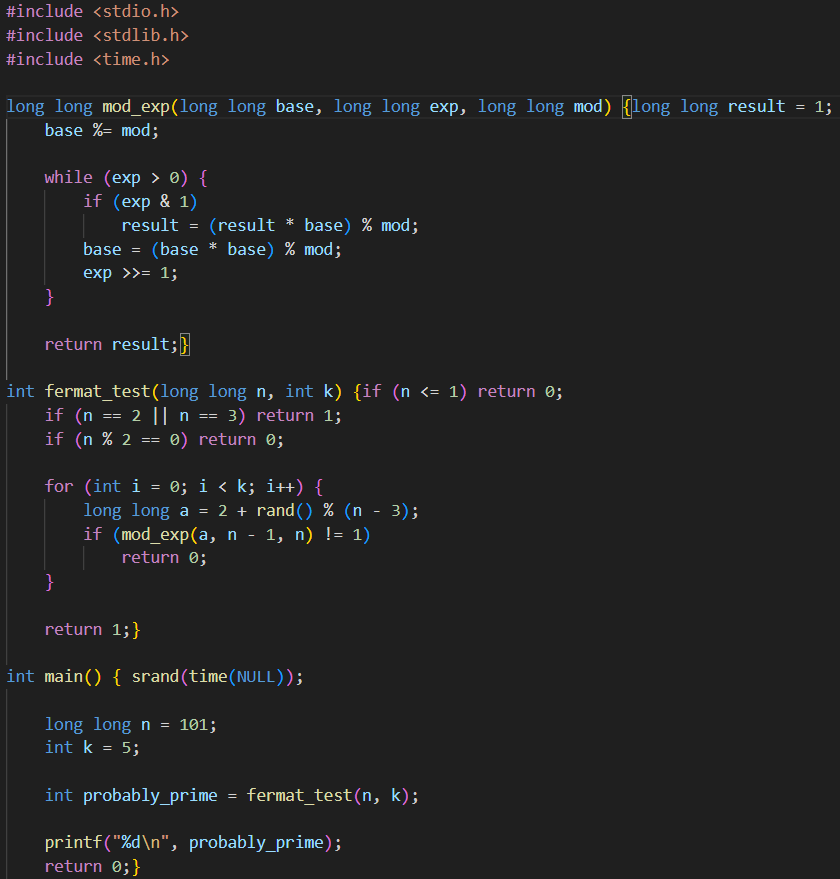 #include <stdio.h>
#include <stdlib.h>
#include <time.h>

long long mod_exp(long long base, long long exp, long long mod) {long long result = 1;
    base %= mod;

    while (exp > 0) {
        if (exp & 1)
            result = (result * base) % mod;
        base = (base * base) % mod;
        exp >>= 1;
    }

    return result;}

int fermat_test(long long n, int k) {if (n <= 1) return 0;
    if (n == 2 || n == 3) return 1;
    if (n % 2 == 0) return 0;

    for (int i = 0; i < k; i++) {
        long long a = 2 + rand() % (n - 3);
        if (mod_exp(a, n - 1, n) != 1)
            return 0;
    }

    return 1;}

int main() { srand(time(NULL));

    long long n = 101;
    int k = 5;

    int probably_prime = fermat_test(n, k);

    printf("%d\n", probably_prime);
    return 0;}